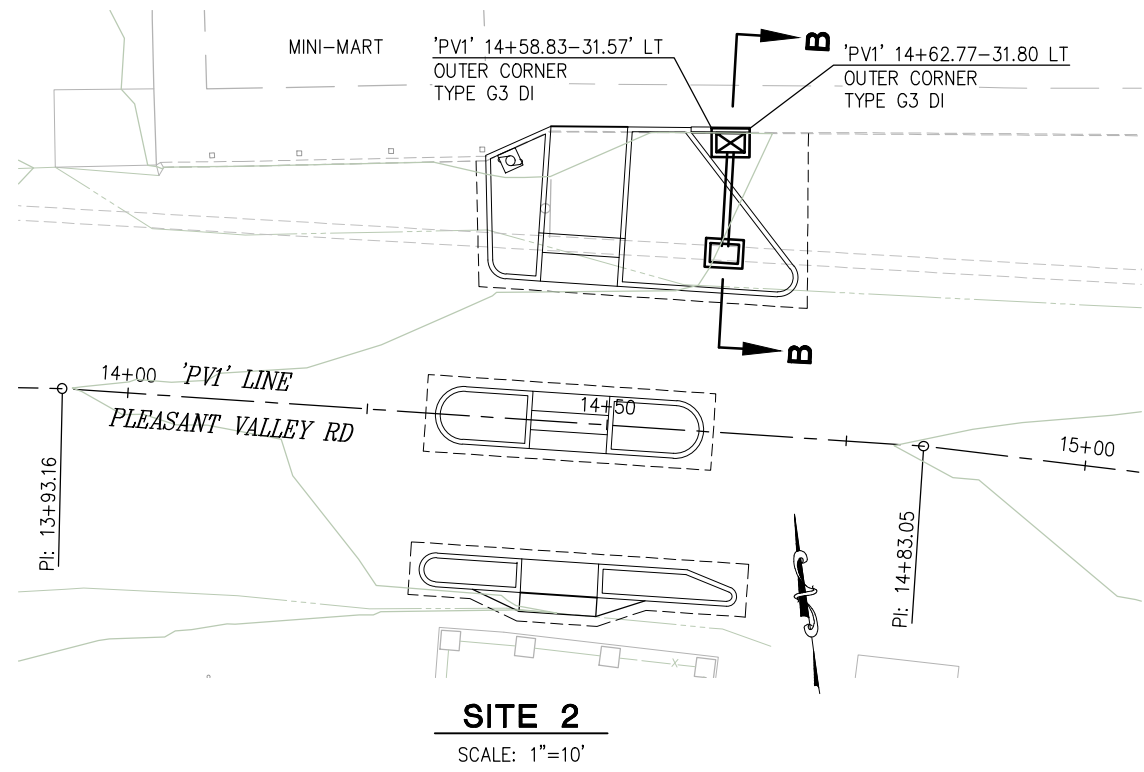 MINI-MART
'PV1' 14+58.83-31.57' LT
OUTER CORNER
TYPE G3 DI
B
'PV1' 14+62.77-31.80 LT
OUTER CORNER
TYPE G3 DI
B
14+00
'PV1' LINE
PLEASANT VALLEY RD
14+50
15+00
PI: 13+93.16
PI: 14+83.05
X
SITE 2
SCALE: 1"=10'